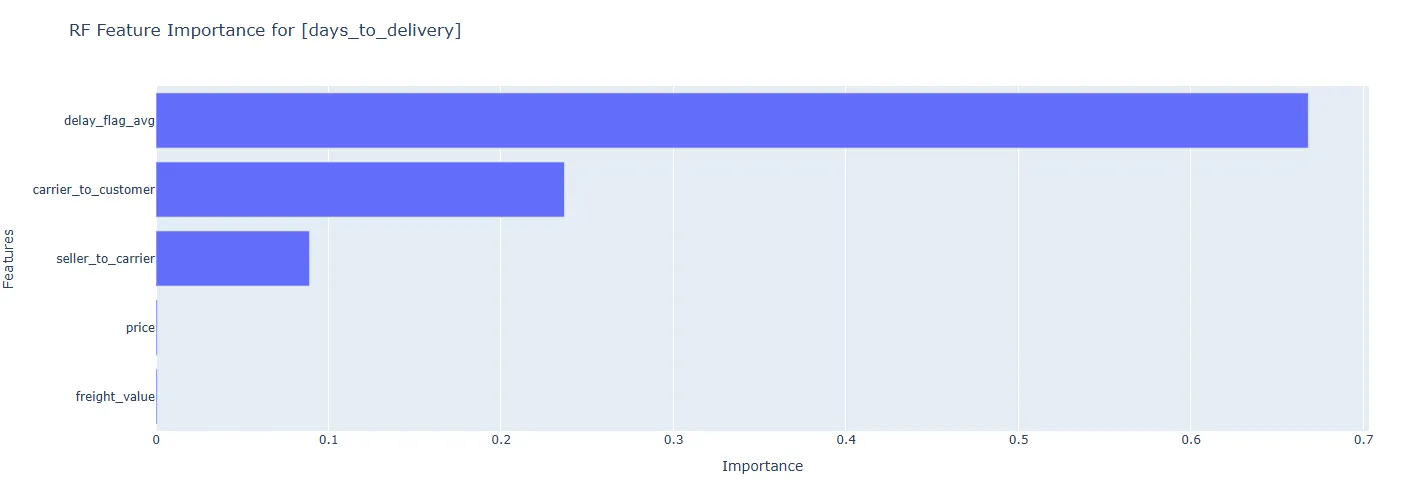 RF Feature Importance for [days_to_delivery]
Features
delay_flag_avg
carrier_to_customer
seller_to_carrier
price
freight_value
0 0.1 0.2 0.3 0.4 0.5 0.6 0.7
Importance